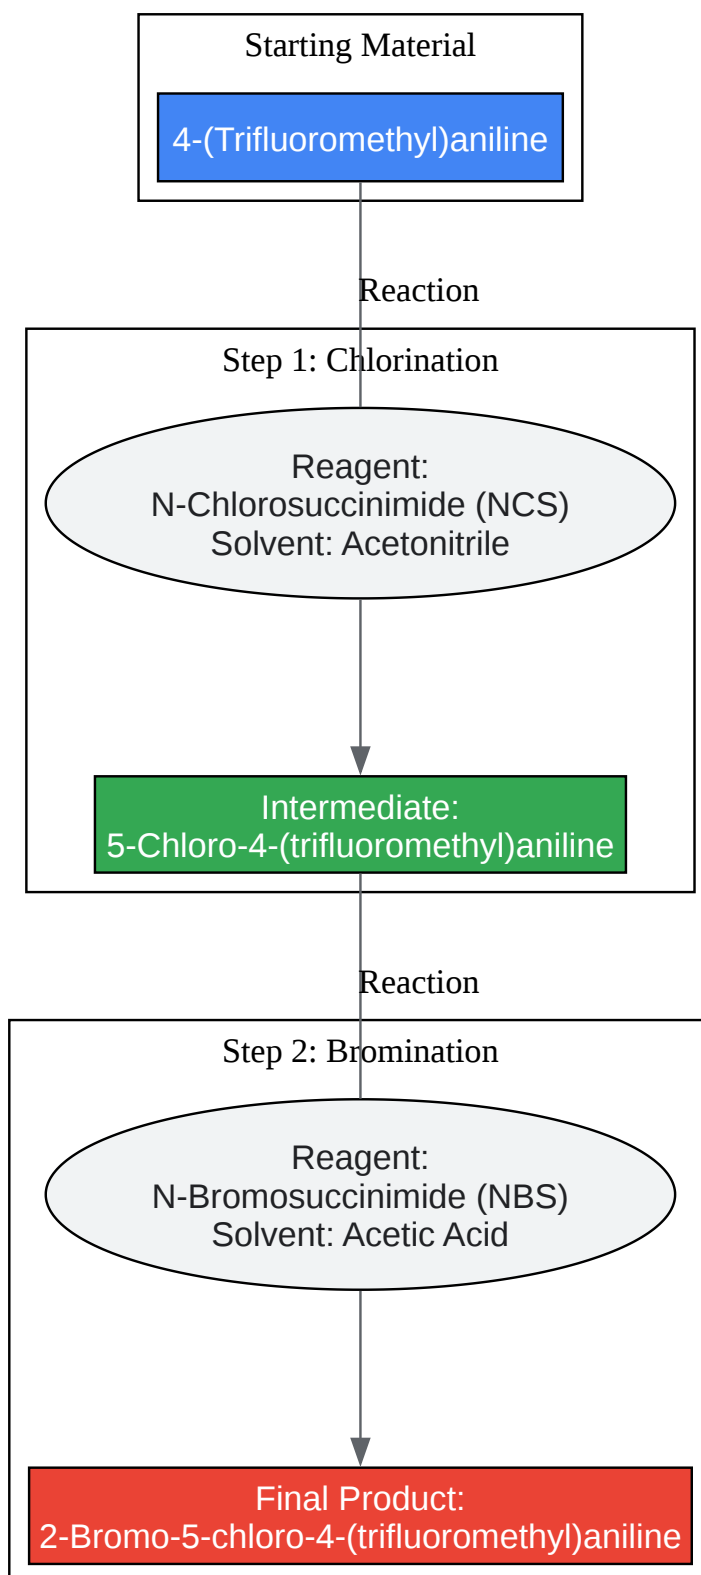 Starting Material
4-(Trifluoromethyl)aniline
Reaction
Step 1: Chlorination
Reagent:
N-Chlorosuccinimide (NCS)
Solvent: Acetonitrile
Intermediate:
5-Chloro-4-(trifluoromethyl)aniline
Reaction
Step 2: Bromination
Reagent:
N-Bromosuccinimide (NBS)
Solvent: Acetic Acid
Final Product:
2-Bromo-5-chloro-4-(trifluoromethyl)aniline